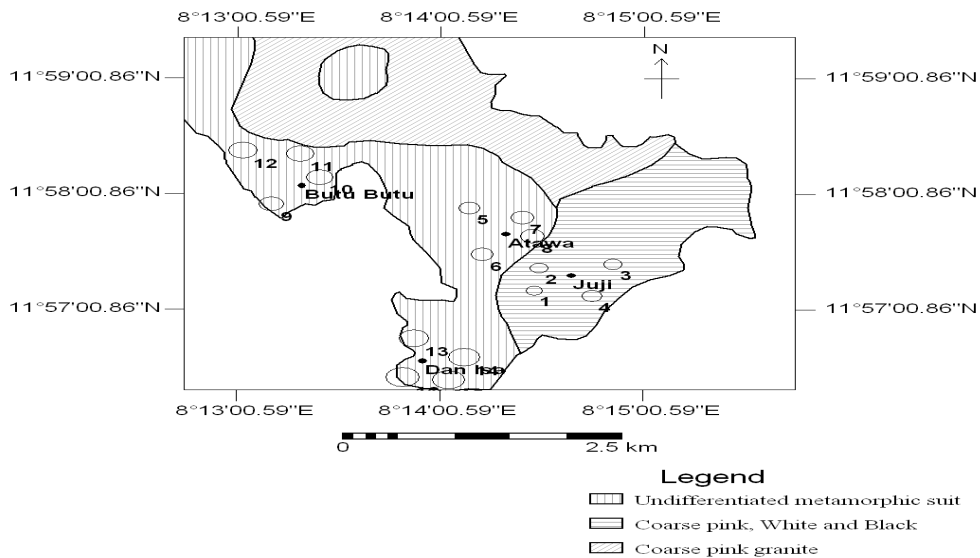 8°13'00.59"E 8°14'00.59"E 8°15'00.59"E
N
11°59'00.86"N 11°59'00.86"N
12 11
10
11°58'00.86"N Butu Butu 11°58'00.86"N
9 5 7
Atawa 8
6 2 Juji 3
11°57'00.86"N 1 4 11°57'00.86"N
13
Dan Isa 14
8°13'00.59"E 8°14'00.59"E 8°15'00.59"E
0 2.5 km
Legend
Undifferentiated metamorphic suit
Coarse pink, White and Black
Coarse pink granite